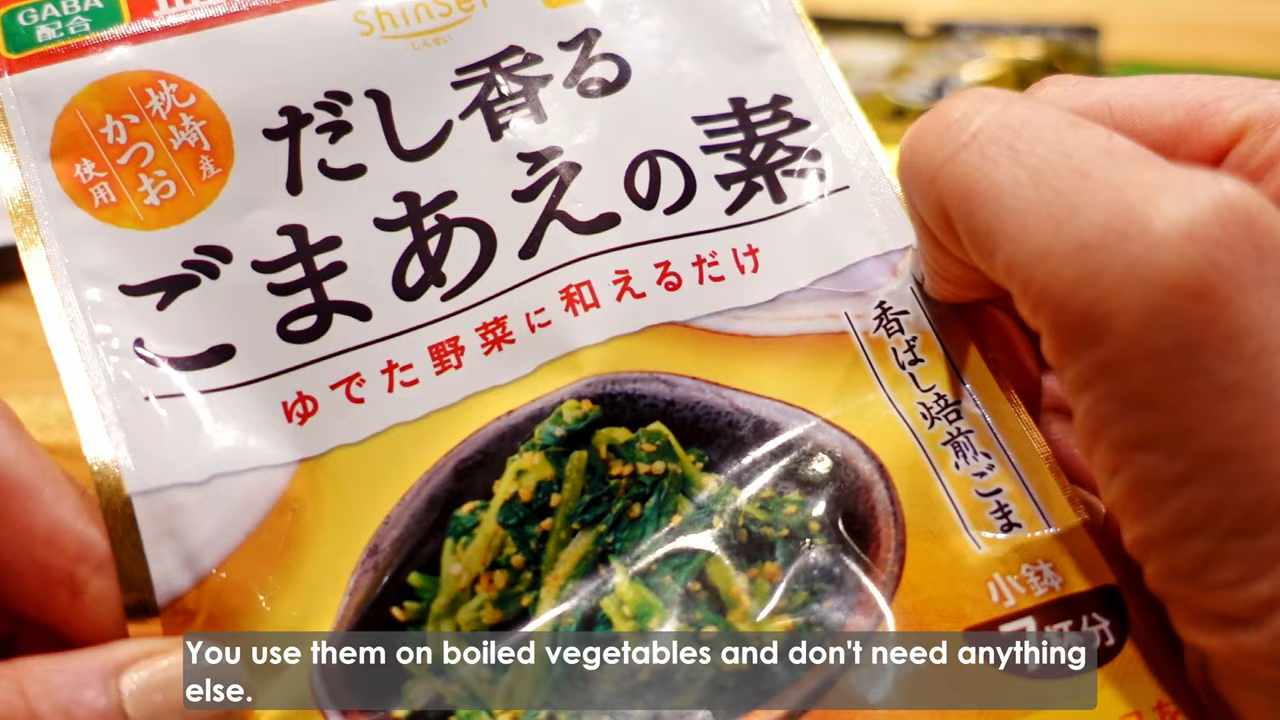 GABA
配合
ShinSei
しんせい
枕崎産
かつお
使用
だし香る
ごまあえの素
ゆでた野菜に和えるだけ
香ばし焙煎ごま
小鉢
杯分
You use them on boiled vegetables and don't need anything
else.